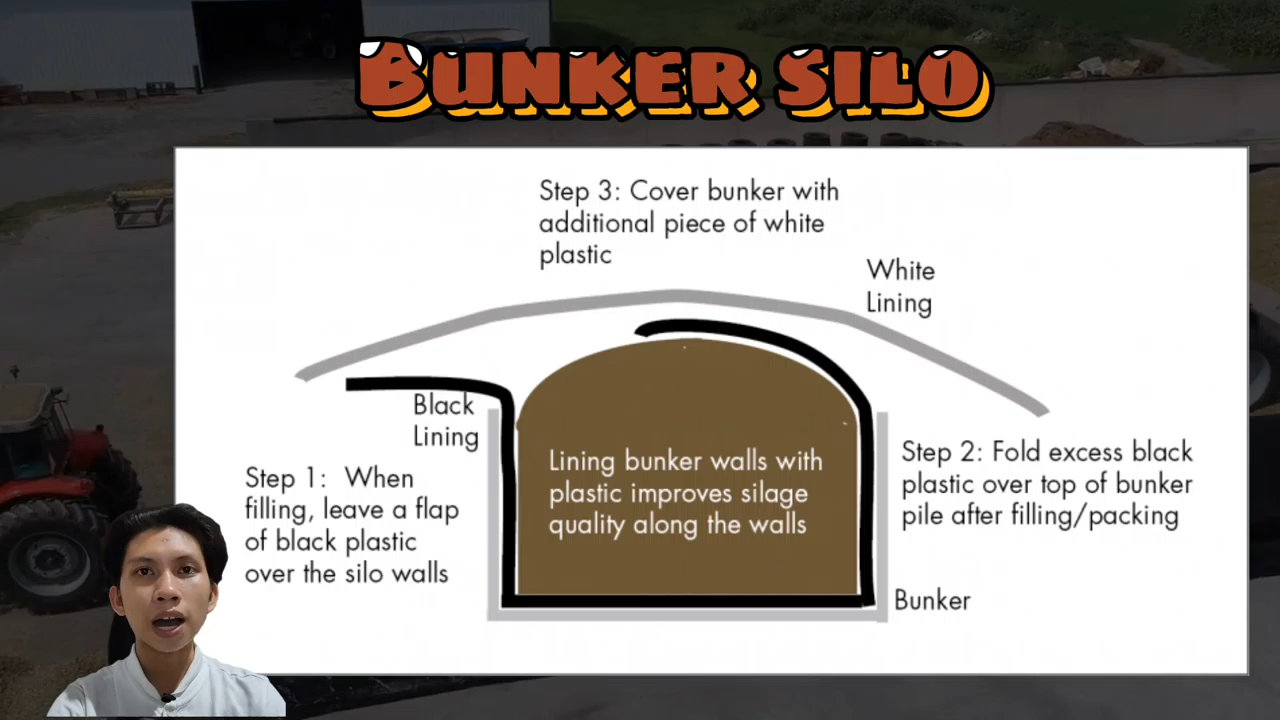 BUNKER SILO
Step 3: Cover bunker with
additional piece of white
plastic
White
Lining
Black
Lining
Step 1: When
filling, leave a flap
of black plastic
over the silo walls
Lining bunker walls with
plastic improves silage
quality along the walls
Step 2: Fold excess black
plastic over top of bunker
pile after filling/packing
Bunker